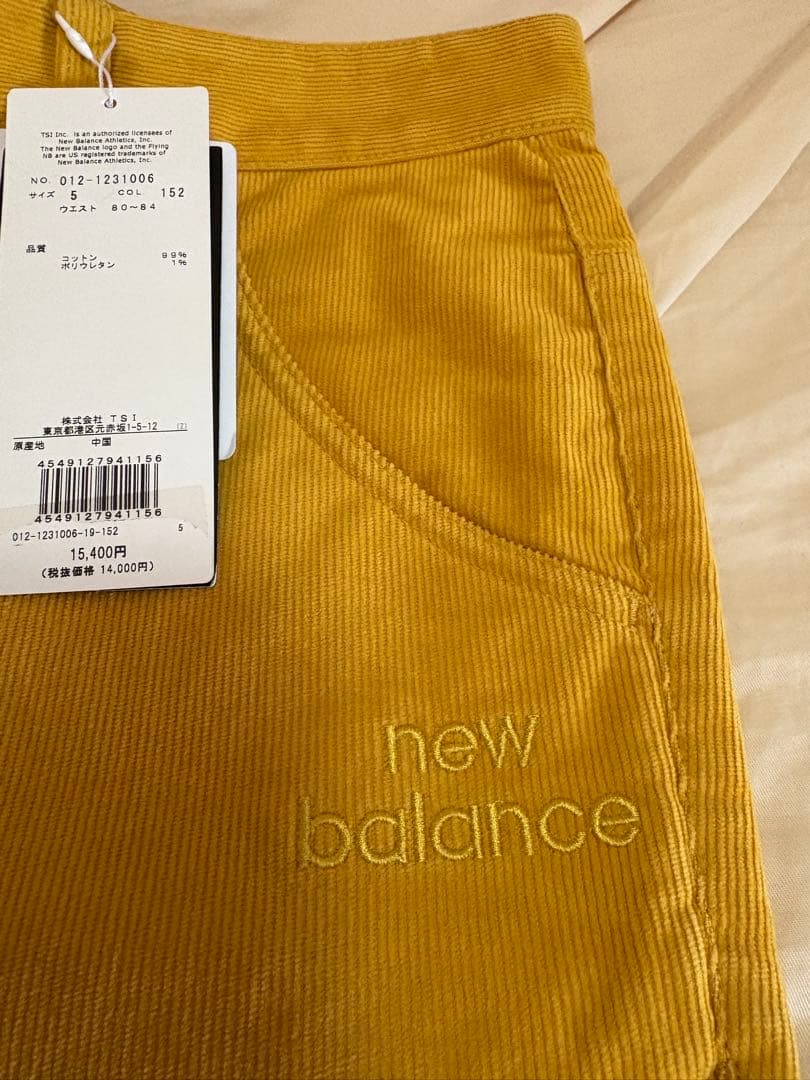 TSI Inc. is an authorized licensees of
New Balance Athletics, Inc.
The New Balance logo and the Flying
NB are US registered trademarks of
New Balance Athletics, Inc.
NO. 012-1231006
サイズ 5 COL 152
ウエスト 80～84
品質
コットン 99%
ポリウレタン 1%
株式会社 TSI
東京都港区元赤坂1-5-12 (2)
原産地 中国
4549127941156
4549127941156
012-1231006-19-152 5
15,400円
(税抜価格 14,000円)
new
balance